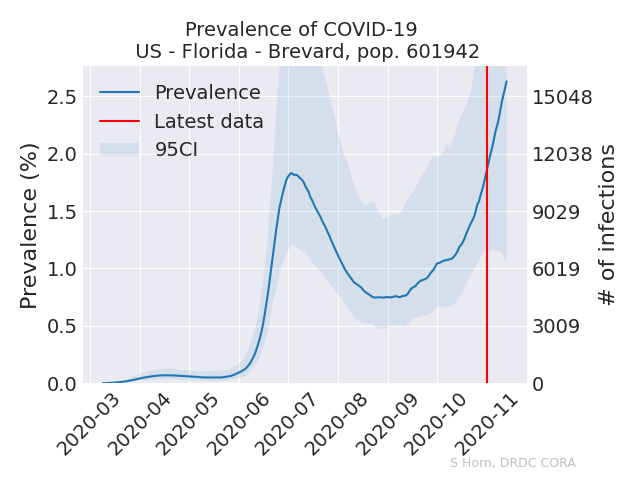 Prevalence of COVID-19
US - Florida - Brevard, pop. 601942
Prevalence (%)
2.5
2.0
1.5
1.0
0.5
0.0
Prevalence
Latest data
95CI
15048
12038
9029
6019
3009
0
# of infections
2020-03
2020-04
2020-05
2020-06
2020-07
2020-08
2020-09
2020-10
2020-11
S Horn, DRDC CORA